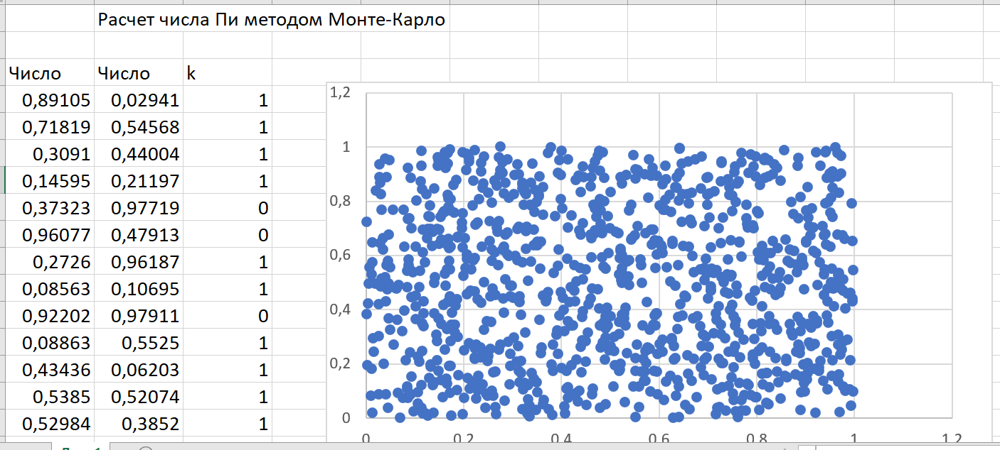 Расчет числа Пи методом Монте-Карло
Число Число k
0,89105 0,02941 1
0,71819 0,54568 1
0,3091 0,44004 1
0,14595 0,21197 1
0,37323 0,97719 0
0,96077 0,47913 0
0,2726 0,96187 1
0,08563 0,10695 1
0,92202 0,97911 0
0,08863 0,5525 1
0,43436 0,06203 1
0,5385 0,52074 1
0,52984 0,3852 1
1,2
1
0,8
0,6
0,4
0,2
0
0 0,2 0,4 0,6 0,8 1 1,2